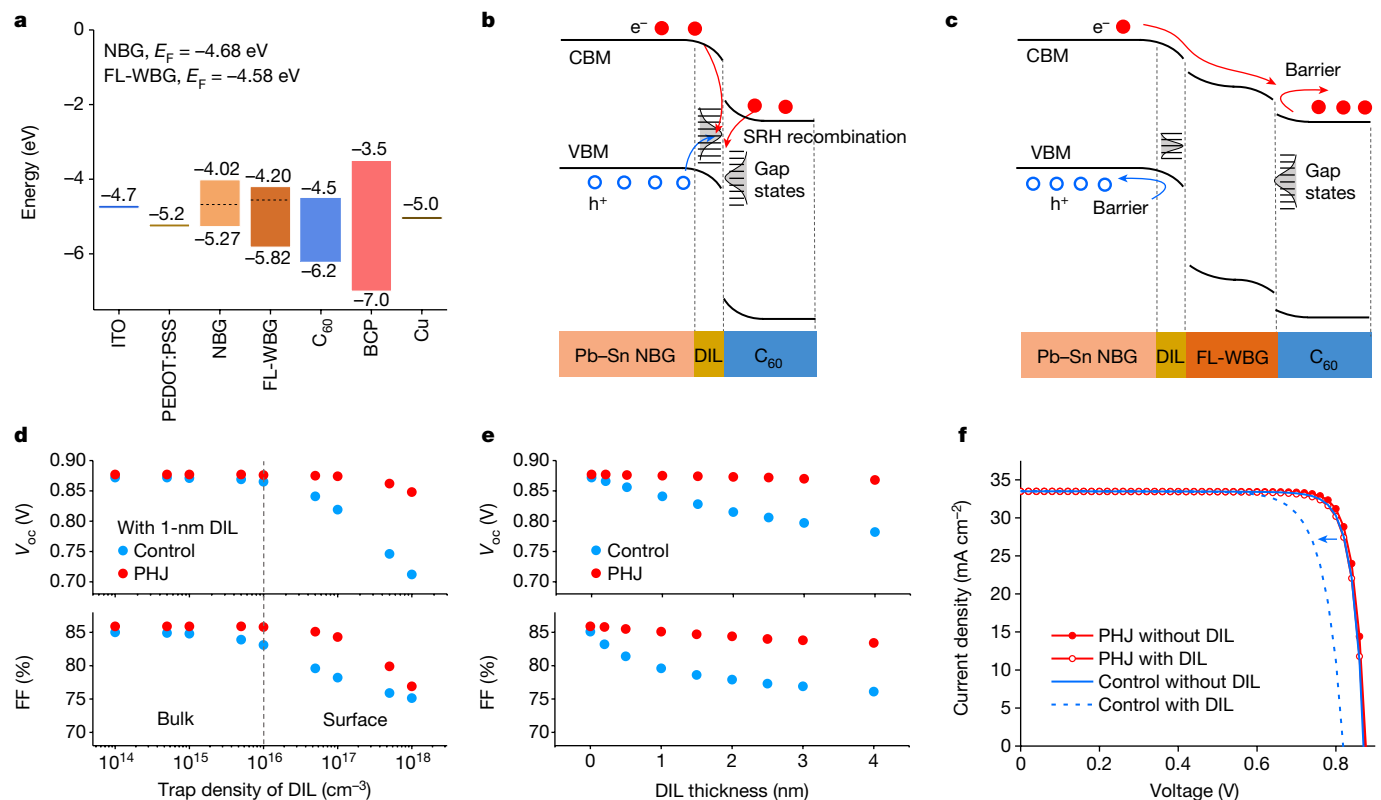 a
0
−2
−4
−6
Energy (eV)
NBG, E_F = −4.68 eV
FL-WBG, E_F = −4.58 eV
−4.7
−5.2
−4.02
−5.27
−4.20
−5.82
−4.5
−6.2
−3.5
−7.0
−5.0
ITO
PEDOT:PSS
NBG
FL-WBG
C60
BCP
Cu
b
e−
CBM
SRH recombination
VBM
Gap
states
h+
Pb–Sn NBG
DIL
C60
c
e−
CBM
Barrier
VBM
h+
Barrier
Gap
states
Pb–Sn NBG
DIL
FL-WBG
C60
d
0.90
0.85
0.80
0.75
0.70
Voc (V)
With 1-nm DIL
Control
PHJ
85
80
75
70
FF (%)
Bulk
Surface
10^14
10^15
10^16
10^17
10^18
Trap density of DIL (cm−3)
e
0.90
0.85
0.80
0.75
0.70
Voc (V)
Control
PHJ
85
80
75
70
FF (%)
0
1
2
3
4
DIL thickness (nm)
f
35
30
25
20
15
10
5
0
Current density (mA cm−2)
PHJ without DIL
PHJ with DIL
Control without DIL
Control with DIL
0
0.2
0.4
0.6
0.8
Voltage (V)